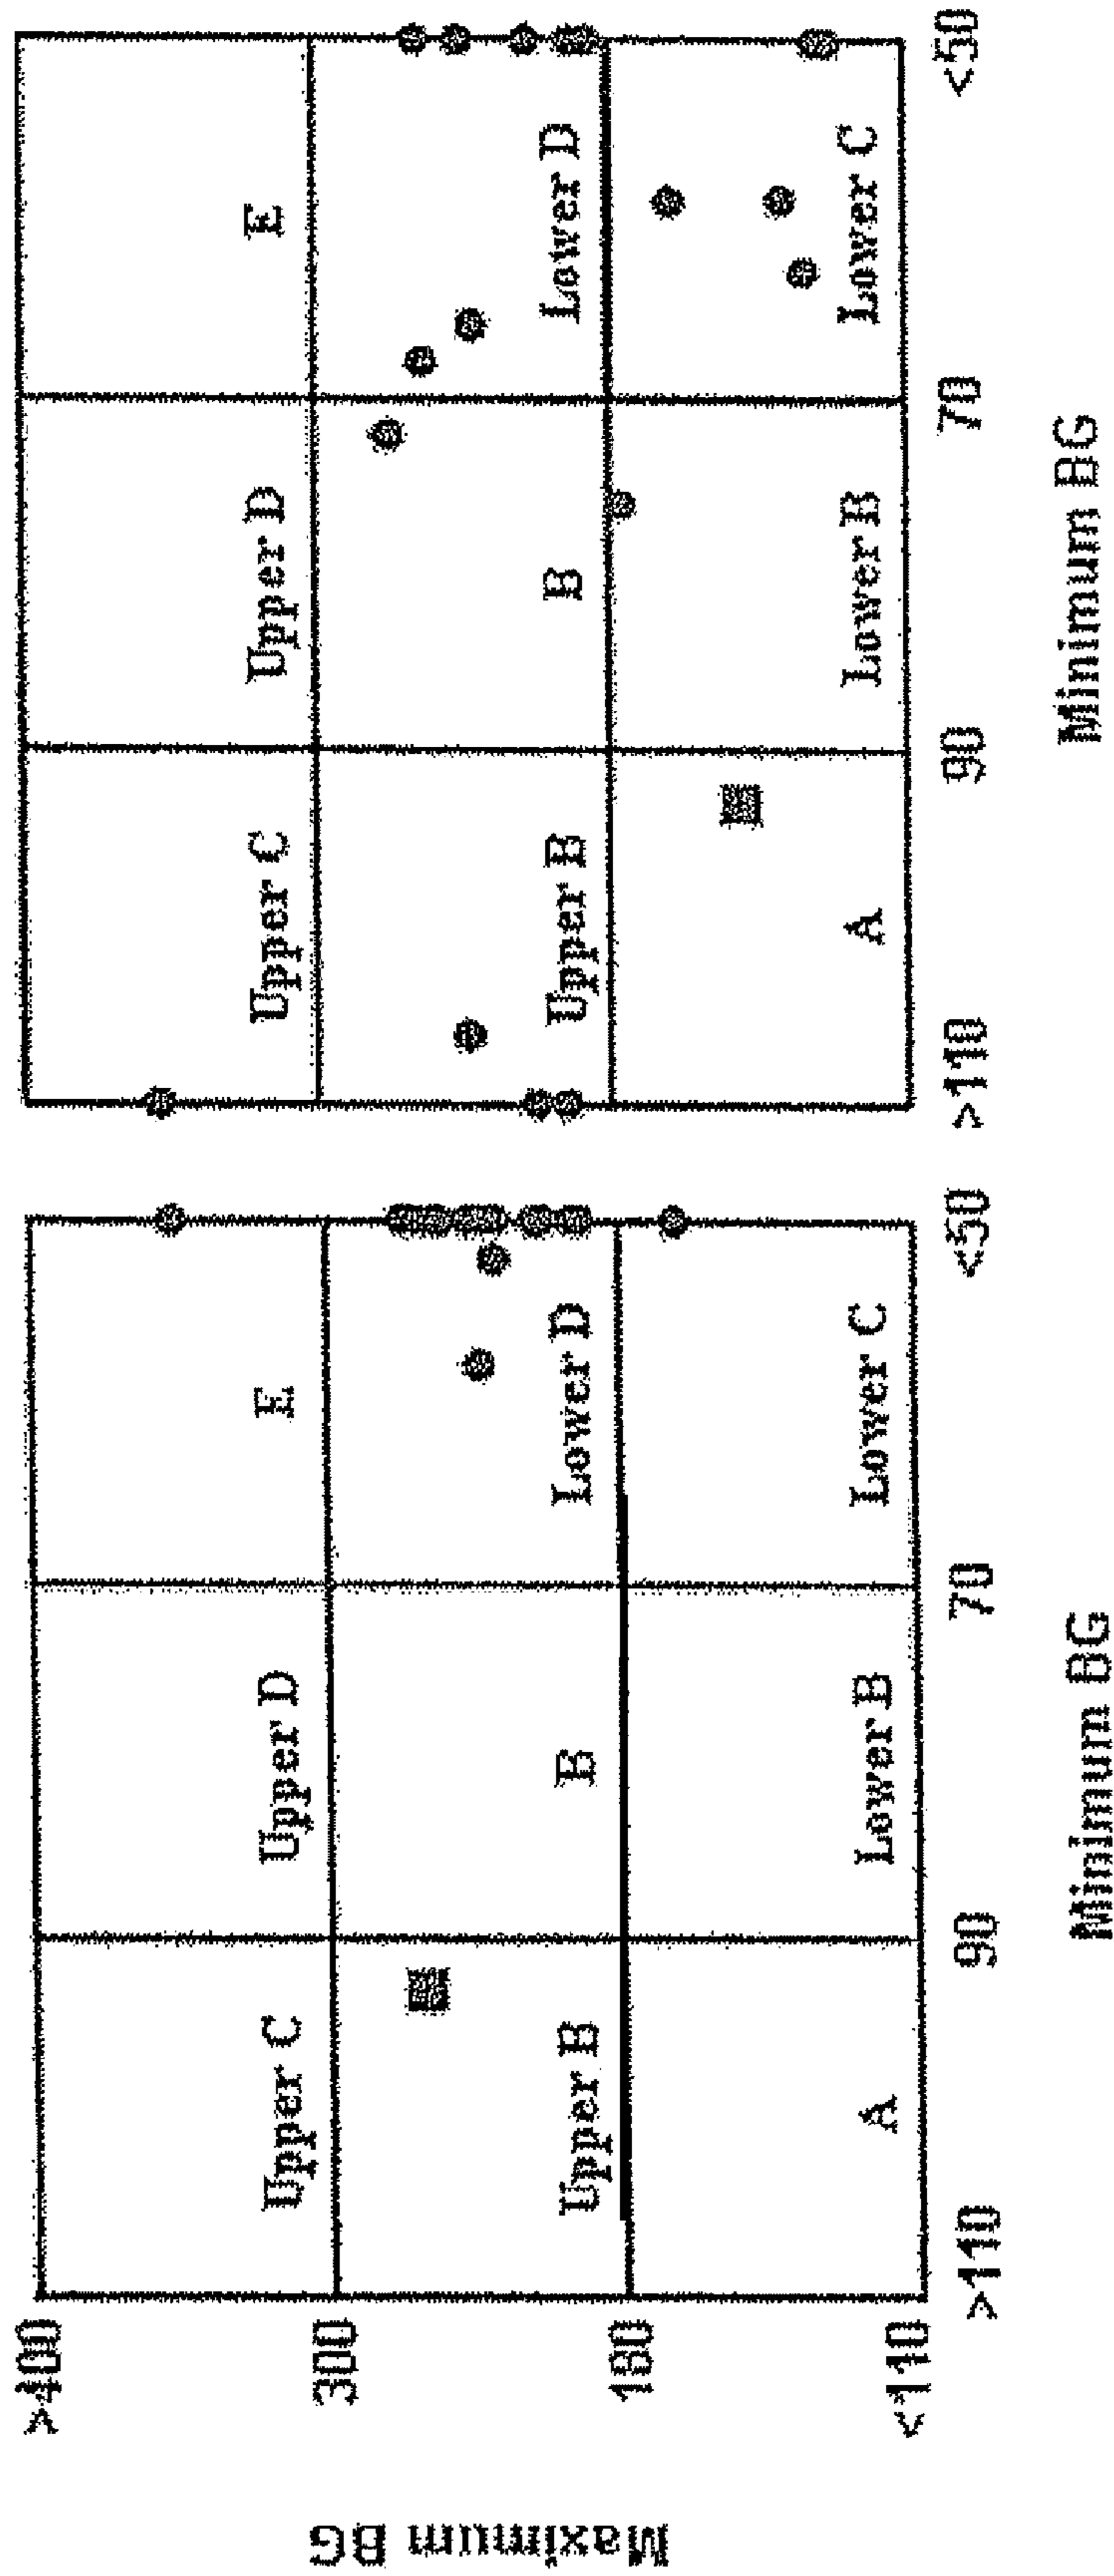 >400
Upper C Upper D E Upper C Upper D E
300
Maximum BG
Upper B B Lower D Upper B B Lower D
180
A Lower B Lower C A Lower B Lower C
<110
>110 90 70 <50 >110 90 70 <50
Minimum BG Minimum BG